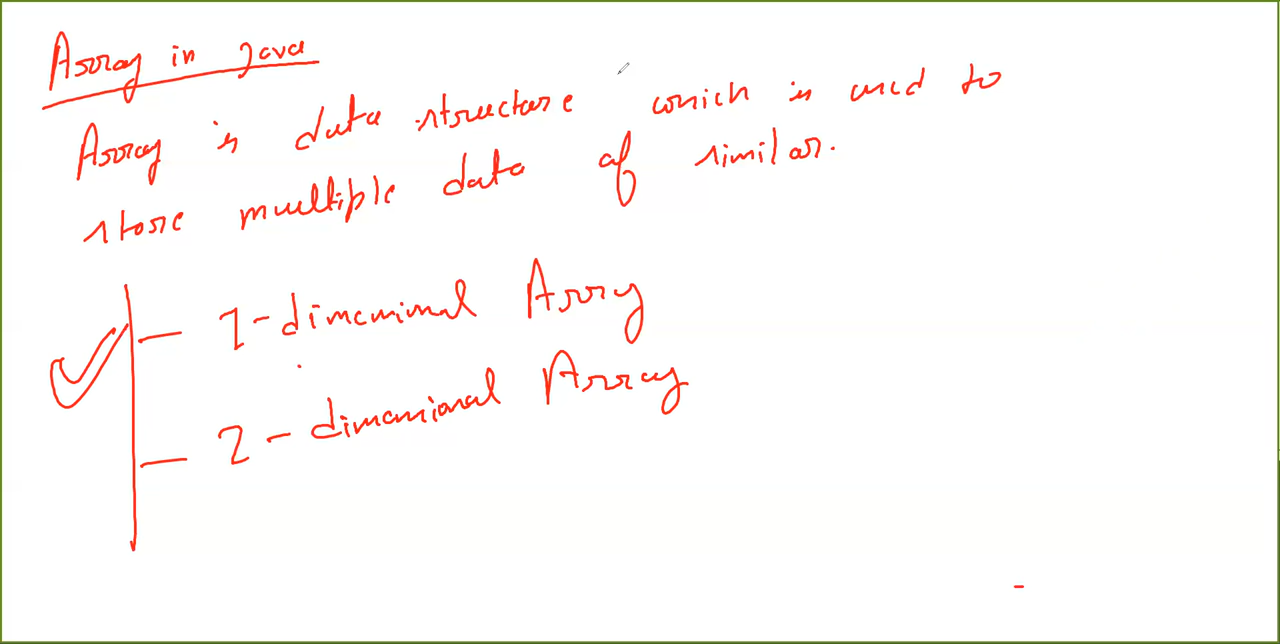 Array in Java
Array is data structure which is used to
store multiple data of similar.
1-dimensional Array
2-dimensional Array